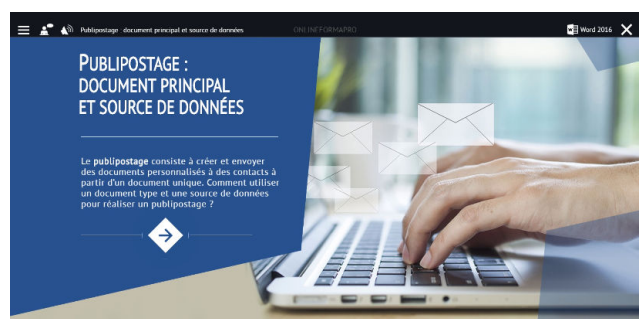 Publipostage : document principal et source de données
ONLINEFORMAPRO
Word 2016
PUBLIPOSTAGE :
DOCUMENT PRINCIPAL
ET SOURCE DE DONNÉES
Le publipostage consiste à créer et envoyer
des documents personnalisés à des contacts à
partir d'un document unique. Comment utiliser
un document type et une source de données
pour réaliser un publipostage ?